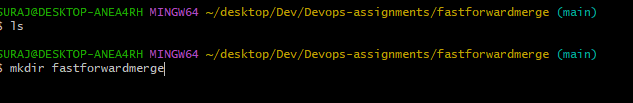 SURAJ@DESKTOP-ANEA4RH MINGW64 ~/desktop/Dev/Devops-assignments/fastforwardmerge (main)
$ ls
SURAJ@DESKTOP-ANEA4RH MINGW64 ~/desktop/Dev/Devops-assignments/fastforwardmerge (main)
$ mkdir fastforwardmerge